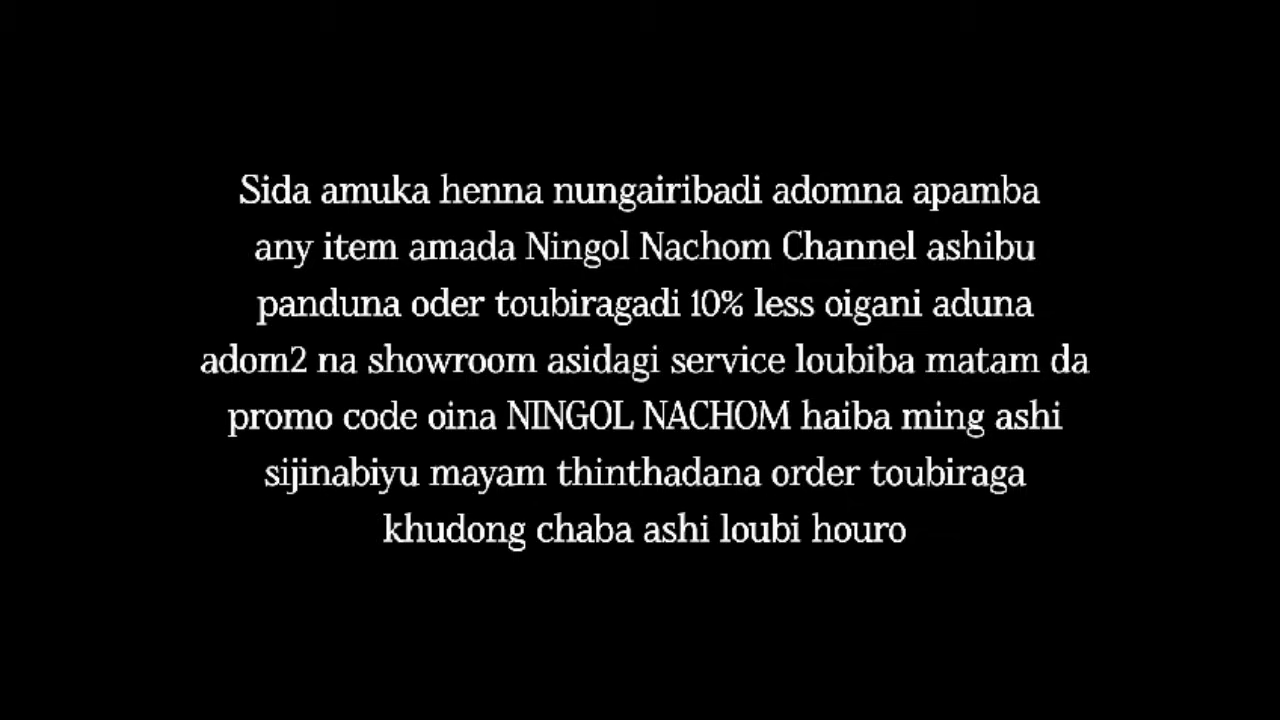 Sida amuka henna nungairibadi adomna apamba
any item amada Ningol Nachom Channel ashibu
panduna oder toubiragadi 10% less oigani aduna
adom2 na showroom asidagi service loubiba matam da
promo code oina NINGOL NACHOM haiba ming ashi
sijinabiyu mayam thinthadana order toubiraga
khudong chaba ashi loubi houro